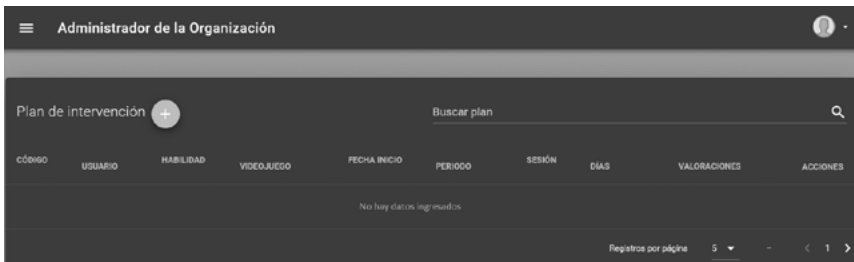 Administrador de la Organización
Plan de intervención +
Buscar plan
CÓDIGO USUARIO HABILIDAD VIDEOJUEGO FECHA INICIO PERIODO SESIÓN DÍAS VALORACIONES ACCIONES
No hay datos ingresados
Registros por página 5 - < 1 >